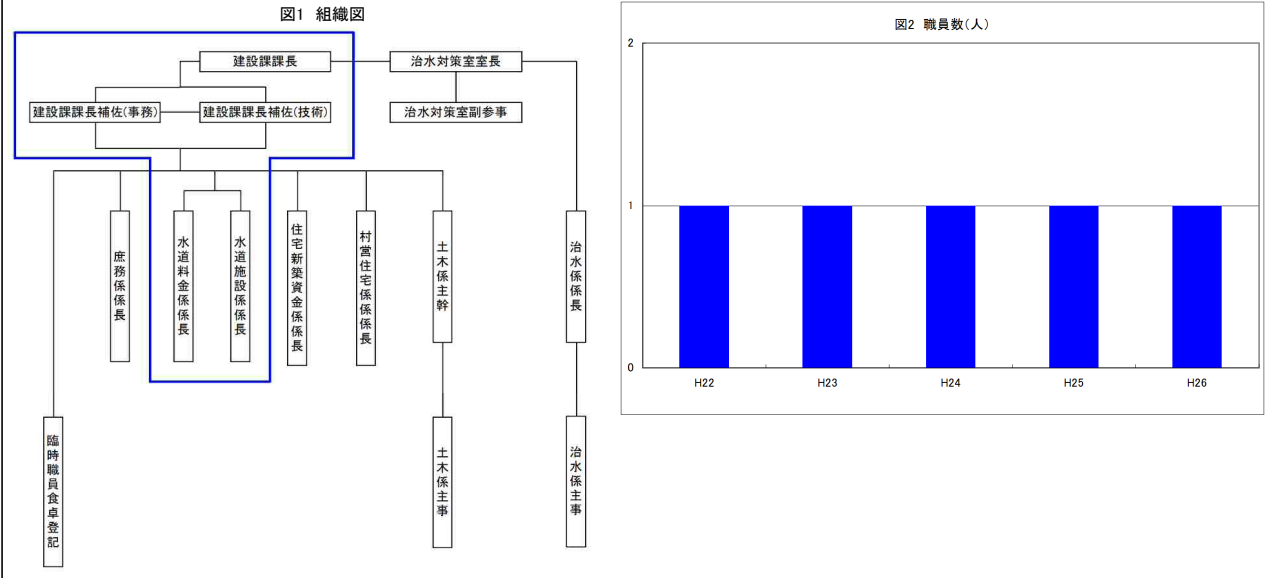 図1 組織図
建設課課長
治水対策室室長
建設課課長補佐(事務)
建設課課長補佐(技術)
治水対策室副参事
庶務係係長
水道料金係係長
水道施設係係長
住宅新築資金係係長
村営住宅係係係長
土木係主幹
治水係係長
臨時職員食卓登記
土木係主事
治水係主事
図2 職員数(人)
2
1
0
H22
H23
H24
H25
H26